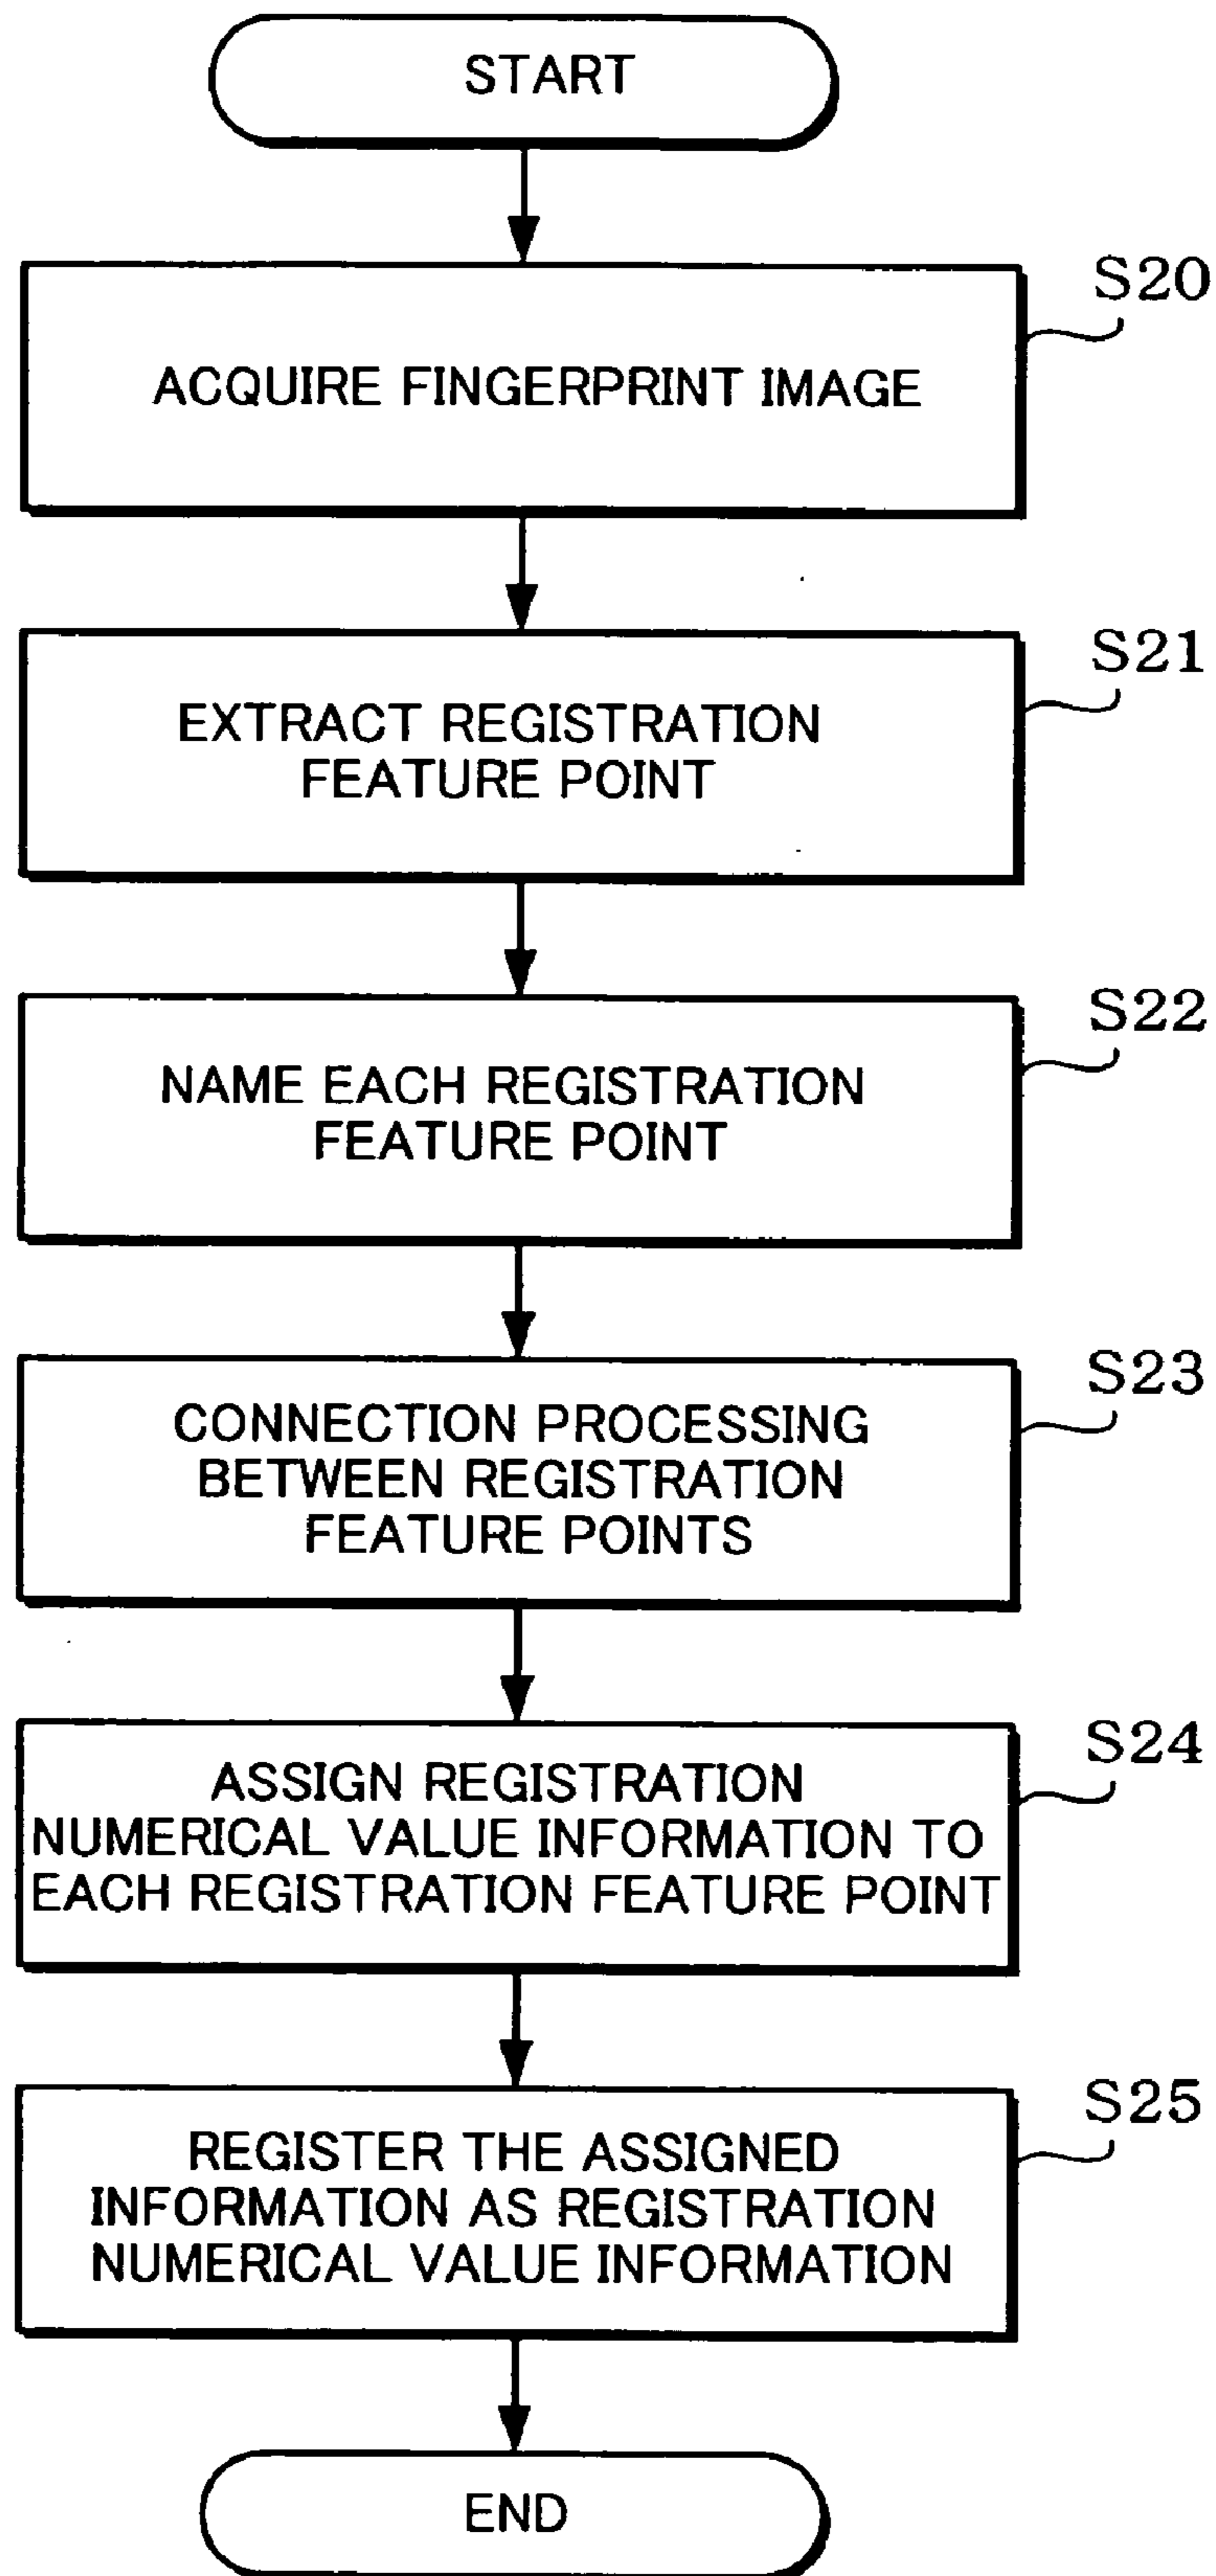 START
S20
ACQUIRE FINGERPRINT IMAGE
S21
EXTRACT REGISTRATION
FEATURE POINT
S22
NAME EACH REGISTRATION
FEATURE POINT
S23
CONNECTION PROCESSING
BETWEEN REGISTRATION
FEATURE POINTS
S24
ASSIGN REGISTRATION
NUMERICAL VALUE INFORMATION TO
EACH REGISTRATION FEATURE POINT
S25
REGISTER THE ASSIGNED
INFORMATION AS REGISTRATION
NUMERICAL VALUE INFORMATION
END